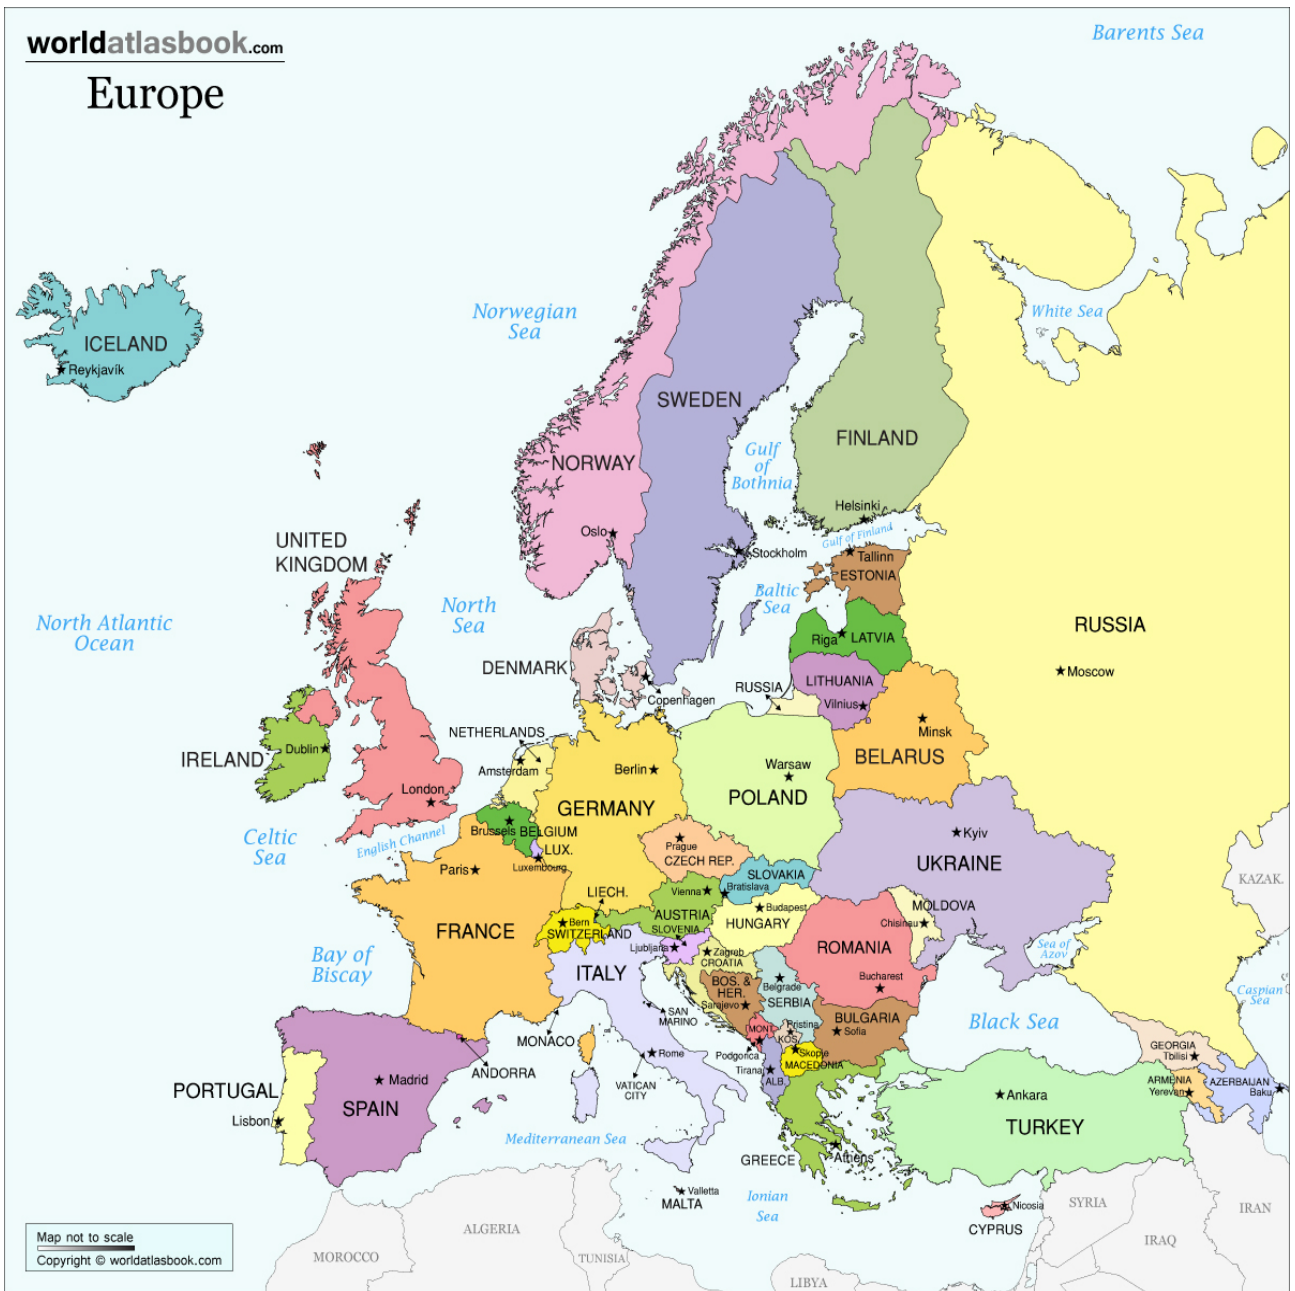 worldatlasbook.com
Europe
Barents Sea
Norwegian
Sea
White Sea
ICELAND
Reykjavík
SWEDEN
FINLAND
NORWAY
Gulf
of
Bothnia
Helsinki
Oslo
Gulf of Finland
Stockholm
Tallinn
ESTONIA
UNITED
KINGDOM
Baltic
Sea
North
Sea
North Atlantic
Ocean
RUSSIA
Riga
LATVIA
Moscow
DENMARK
LITHUANIA
RUSSIA
Copenhagen
Vilnius
Minsk
NETHERLANDS
Dublin
IRELAND
BELARUS
Amsterdam
Berlin
Warsaw
London
POLAND
GERMANY
Celtic
Sea
English Channel
Brussels
BELGIUM
Kyiv
LUX.
Prague
CZECH REP.
UKRAINE
Paris
Luxembourg
SLOVAKIA
KAZAK.
Vienna
Bratislava
LIECH.
Budapest
MOLDOVA
AUSTRIA
HUNGARY
Chisinau
Bern
SWITZERLAND
SLOVENIA
FRANCE
Ljubljana
Zagreb
CROATIA
ROMANIA
Sea of
Azov
Bay of
Biscay
ITALY
BOS. &
HER.
Belgrade
Bucharest
Caspian
Sea
Sarajevo
SERBIA
SAN
MARINO
BULGARIA
Black Sea
MONT.
Pristina
Sofia
KOS.
MONACO
Podgorica
Skopje
MACEDONIA
GEORGIA
Tbilisi
Rome
Tirana
ANDORRA
ALB.
VATICAN
CITY
ARMENIA
Yerevan
AZERBAIJAN
Baku
PORTUGAL
Madrid
Ankara
SPAIN
Lisbon
TURKEY
Mediterranean Sea
GREECE
Athens
Valletta
MALTA
Ionian
Sea
Nicosia
CYPRUS
SYRIA
IRAN
IRAQ
ALGERIA
MOROCCO
TUNISIA
LIBYA
Map not to scale
Copyright © worldatlasbook.com